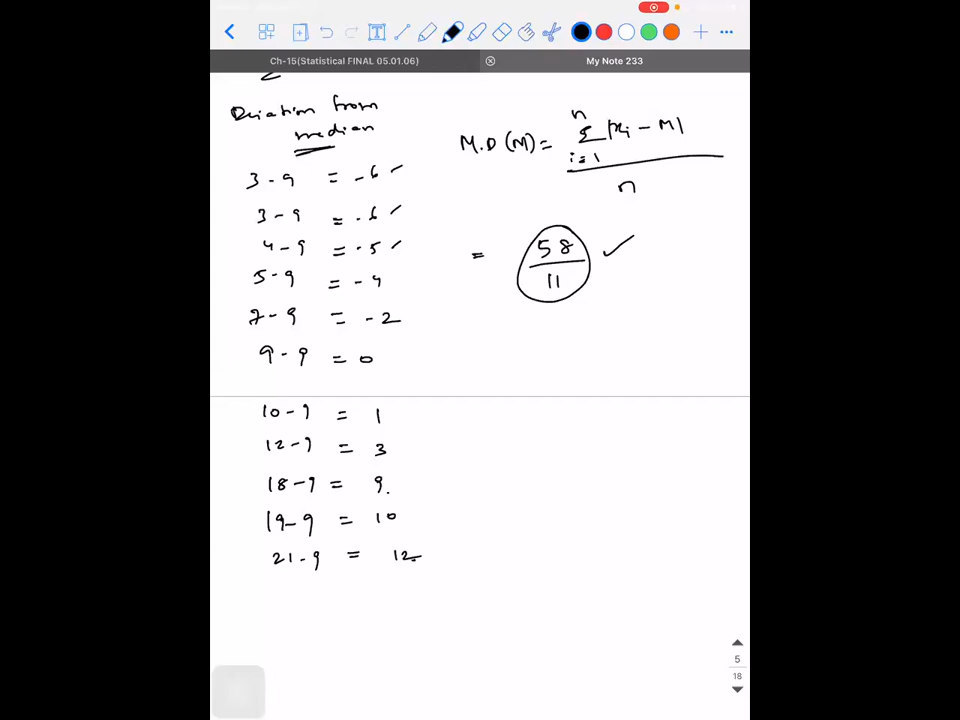 Ch-15(Statistical FINAL 05.01.06)
My Note 233
Deviation from
median
3 - 9 = -6 ✓
3 - 9 = -6 ✓
4 - 9 = -5 ✓
5 - 9 = -4
7 - 9 = -2
9 - 9 = 0
10 - 9 = 1
12 - 9 = 3
18 - 9 = 9.
19 - 9 = 10
21 - 9 = 12
M.D (M) = n Σ i=1 |xi - M|
n
= 58 ✓
11
5
18